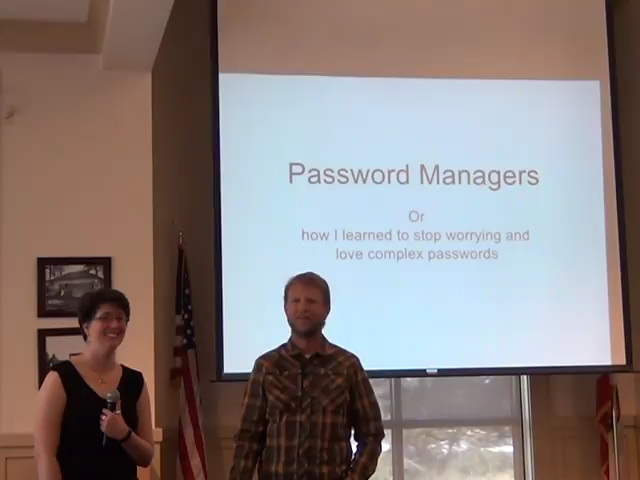 Password Managers
Or
how I learned to stop worrying and
love complex passwords